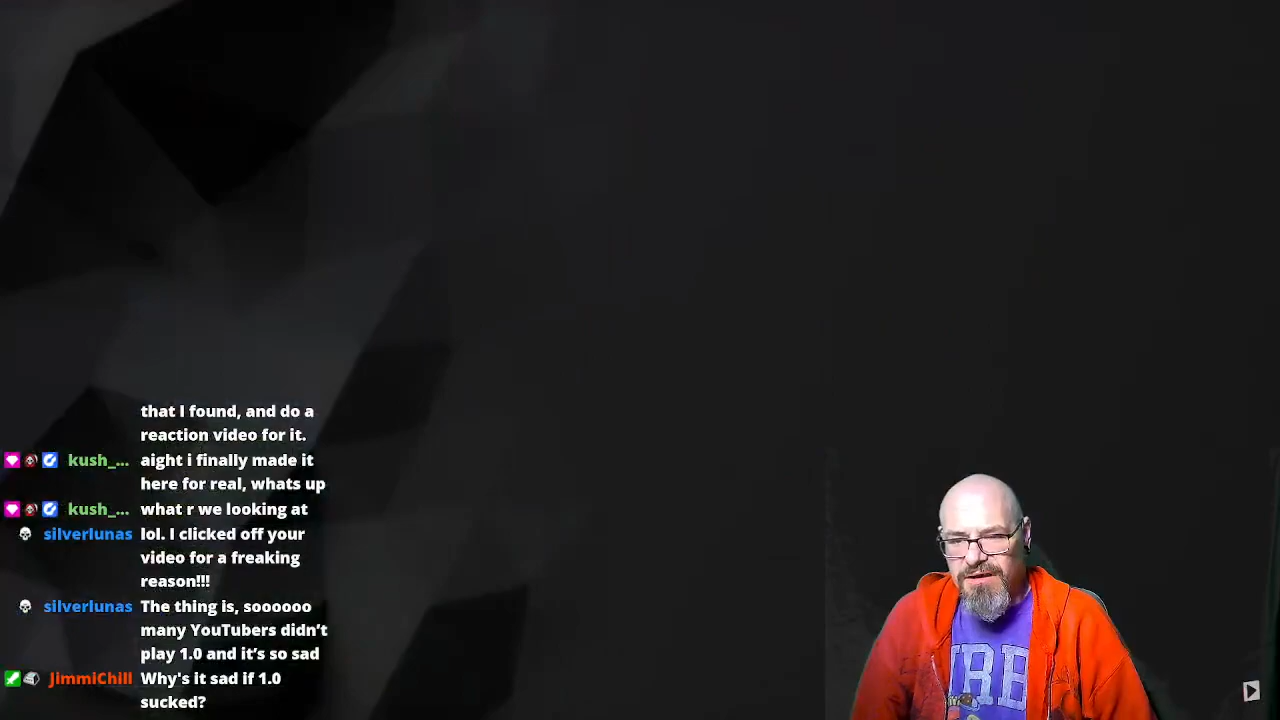 that I found, and do a
reaction video for it.
kush_... aight i finally made it
here for real, whats up
kush_... what r we looking at
silverlunas lol. I clicked off your
video for a freaking
reason!!!
silverlunas The thing is, soooooo
many YouTubers didn't
play 1.0 and it's so sad
JimmiChill Why's it sad if 1.0
sucked?